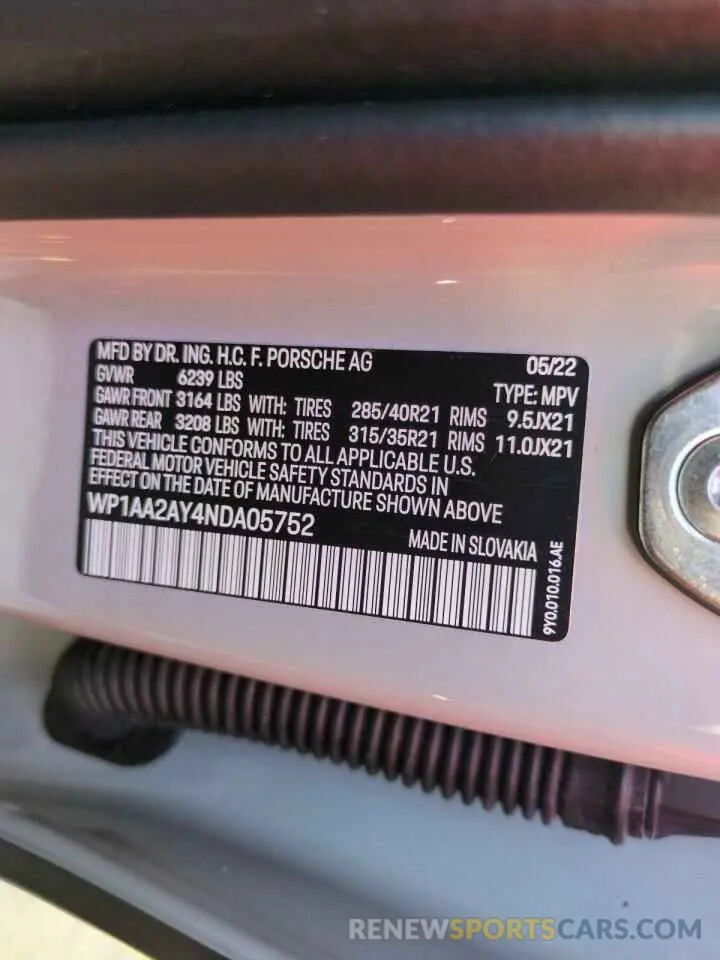 MFD BY DR. ING. H.C. F. PORSCHE AG 05/22
GVWR 6239 LBS TYPE: MPV
GAWR FRONT 3164 LBS WITH: TIRES 285/40R21 RIMS 9.5JX21
GAWR REAR 3208 LBS WITH: TIRES 315/35R21 RIMS 11.0JX21
THIS VEHICLE CONFORMS TO ALL APPLICABLE U.S.
FEDERAL MOTOR VEHICLE SAFETY STANDARDS IN
EFFECT ON THE DATE OF MANUFACTURE SHOWN ABOVE
WP1AA2AY4NDA05752
MADE IN SLOVAKIA
9Y0.010.016.AE
RENEWSPORTSCARS.COM